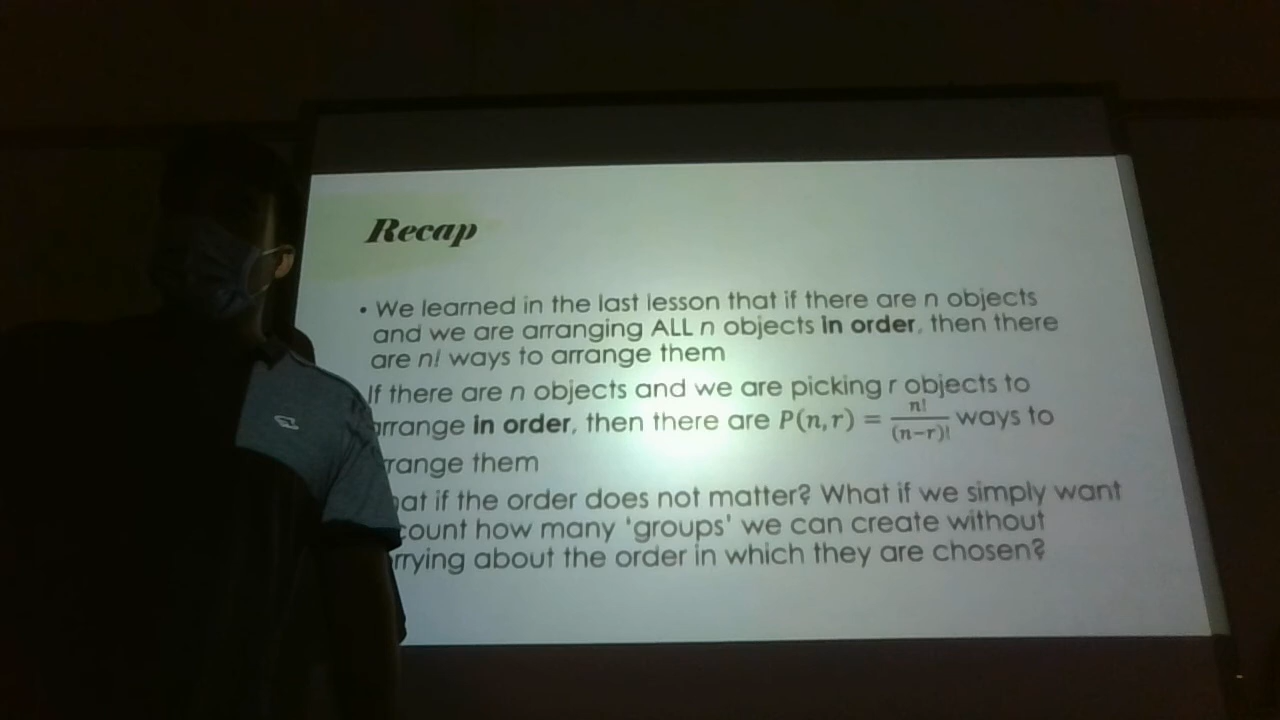 Recap
• We learned in the last lesson that if there are n objects
and we are arranging ALL n objects in order, then there
are n! ways to arrange them
If there are n objects and we are picking r objects to
arrange in order, then there are P(n,r) = n!/(n−r)! ways to
range them
at if the order does not matter? What if we simply want
count how many 'groups' we can create without
rrying about the order in which they are chosen?